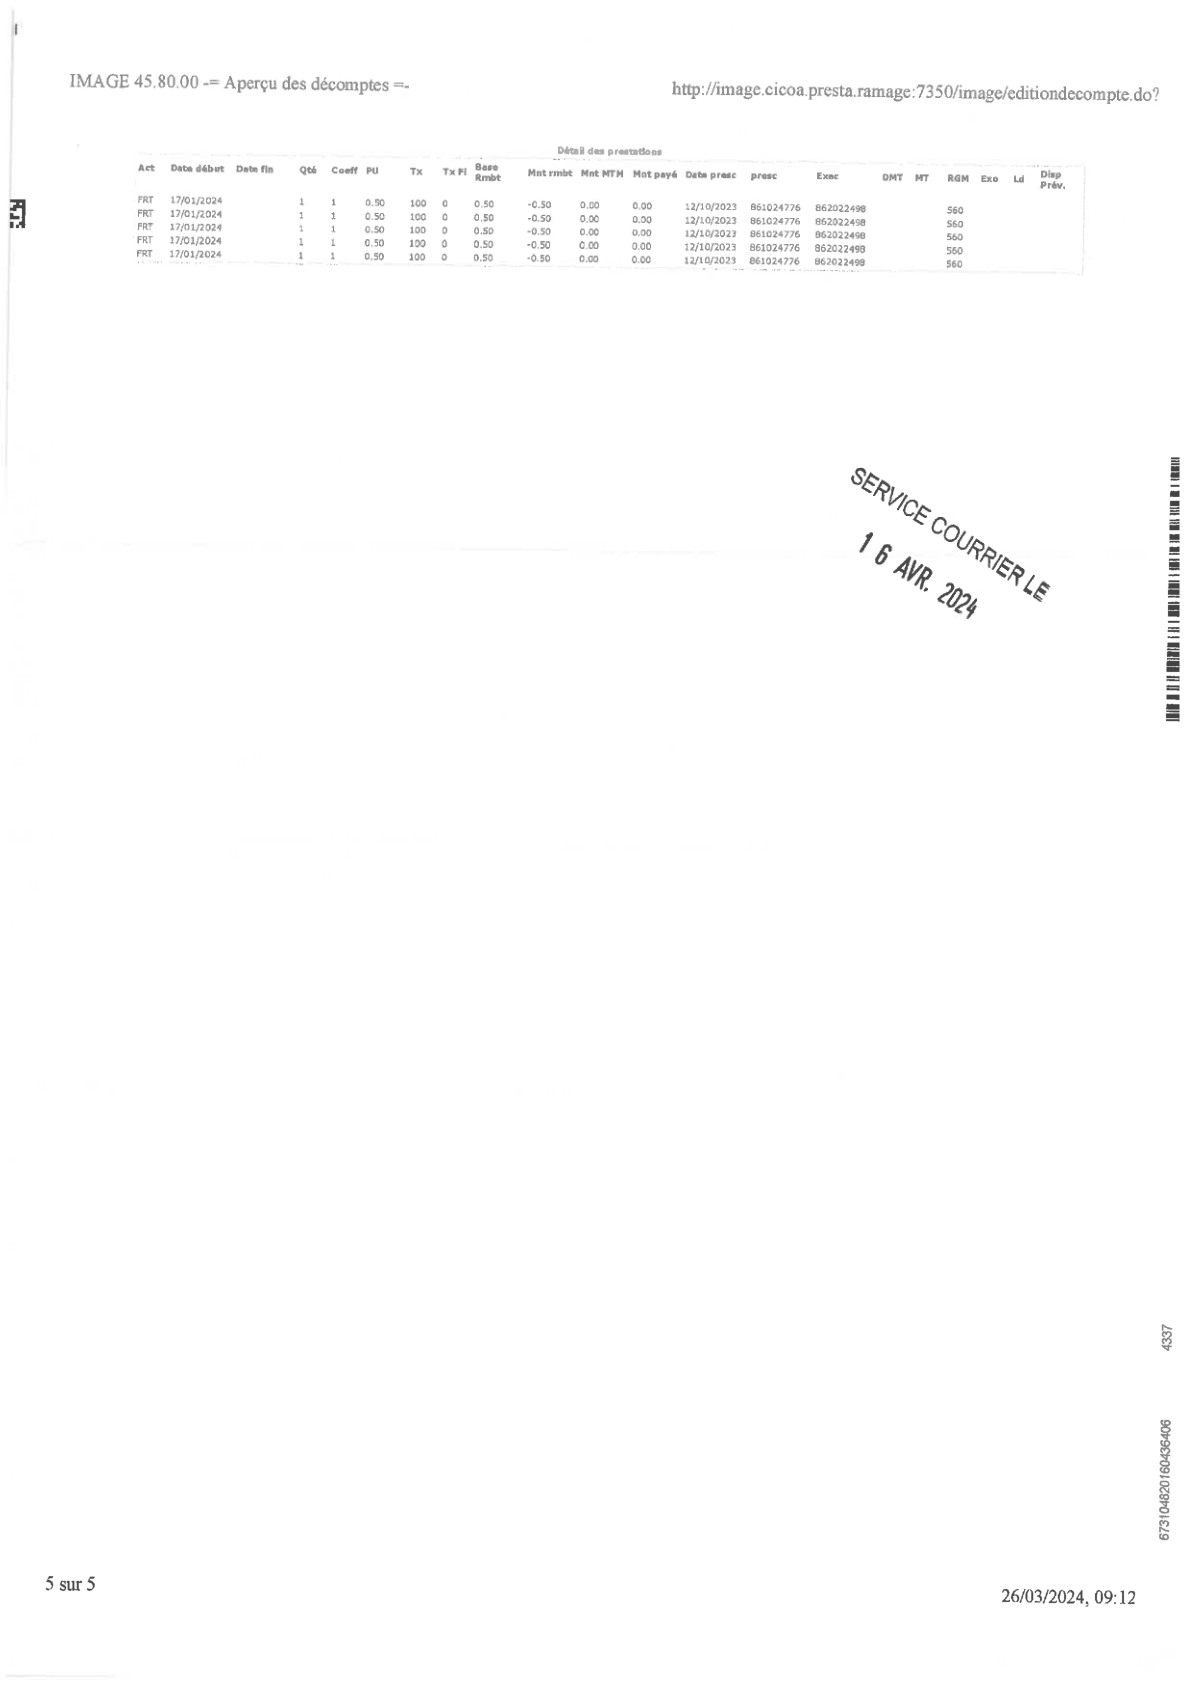 IMAGE 45.80.00 -= Aperçu des décomptes =-
http://image.cicoa.presta.ramage:7350/image/editiondecompte.do?
Détail des prestations
Act Date début Date fin Qté Coeff PU Tx Tx FI Base Rmbt Mnt rmbt Mnt MTM Mnt payé Date presc presc Exec DMT MT RGM Exo Ld Disp Prév.
FRT 17/01/2024 1 1 0.50 100 0 0.50 -0.50 0.00 0.00 12/10/2023 861024776 862022498 560
FRT 17/01/2024 1 1 0.50 100 0 0.50 -0.50 0.00 0.00 12/10/2023 861024776 862022498 560
FRT 17/01/2024 1 1 0.50 100 0 0.50 -0.50 0.00 0.00 12/10/2023 861024776 862022498 560
FRT 17/01/2024 1 1 0.50 100 0 0.50 -0.50 0.00 0.00 12/10/2023 861024776 862022498 560
FRT 17/01/2024 1 1 0.50 100 0 0.50 -0.50 0.00 0.00 12/10/2023 861024776 862022498 560
SERVICE COURRIER LE
16 AVR. 2024
4337
67310482016043640​6
5 sur 5
26/03/2024, 09:12